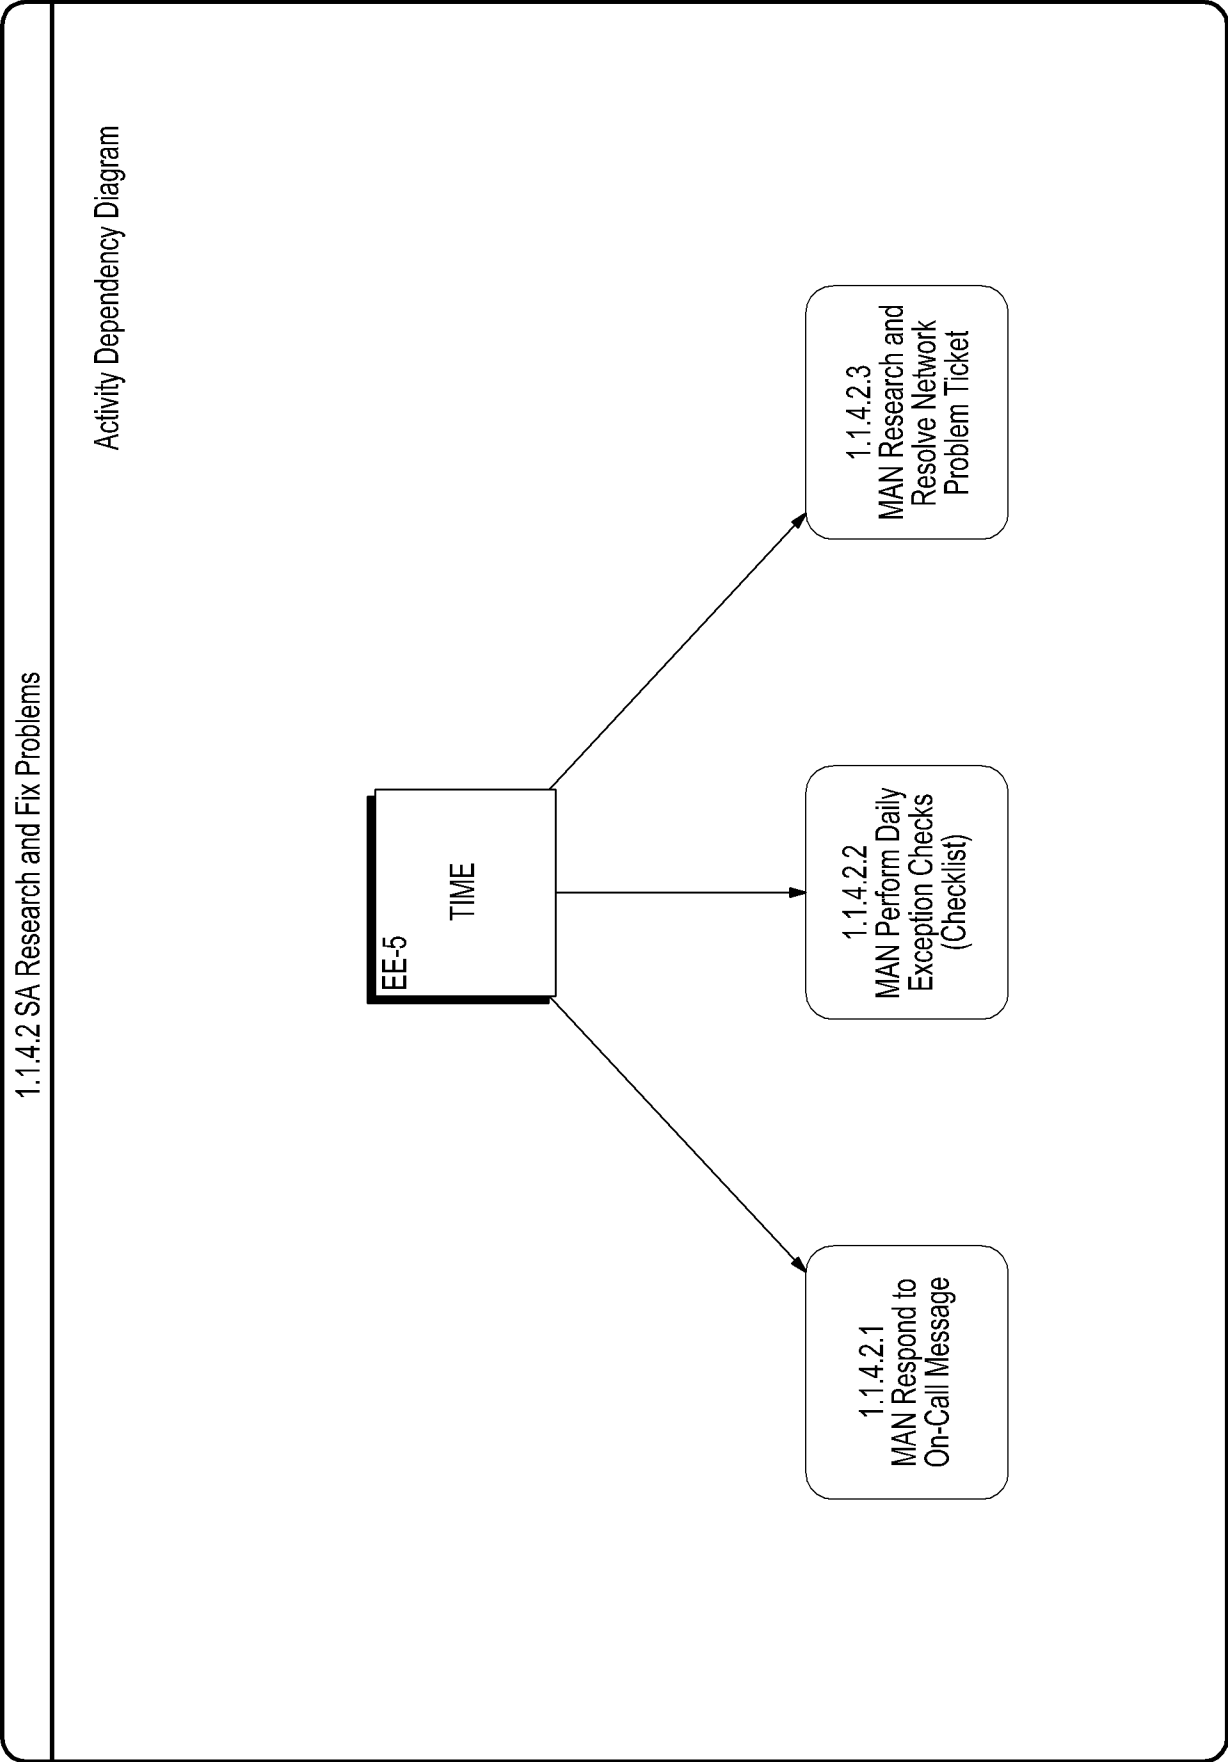 1.1.4.2 SA Research and Fix Problems
Activity Dependency Diagram
EE-5
TIME
1.1.4.2.1
MAN Respond to
On-Call Message
1.1.4.2.2
MAN Perform Daily
Exception Checks
(Checklist)
1.1.4.2.3
MAN Research and
Resolve Network
Problem Ticket